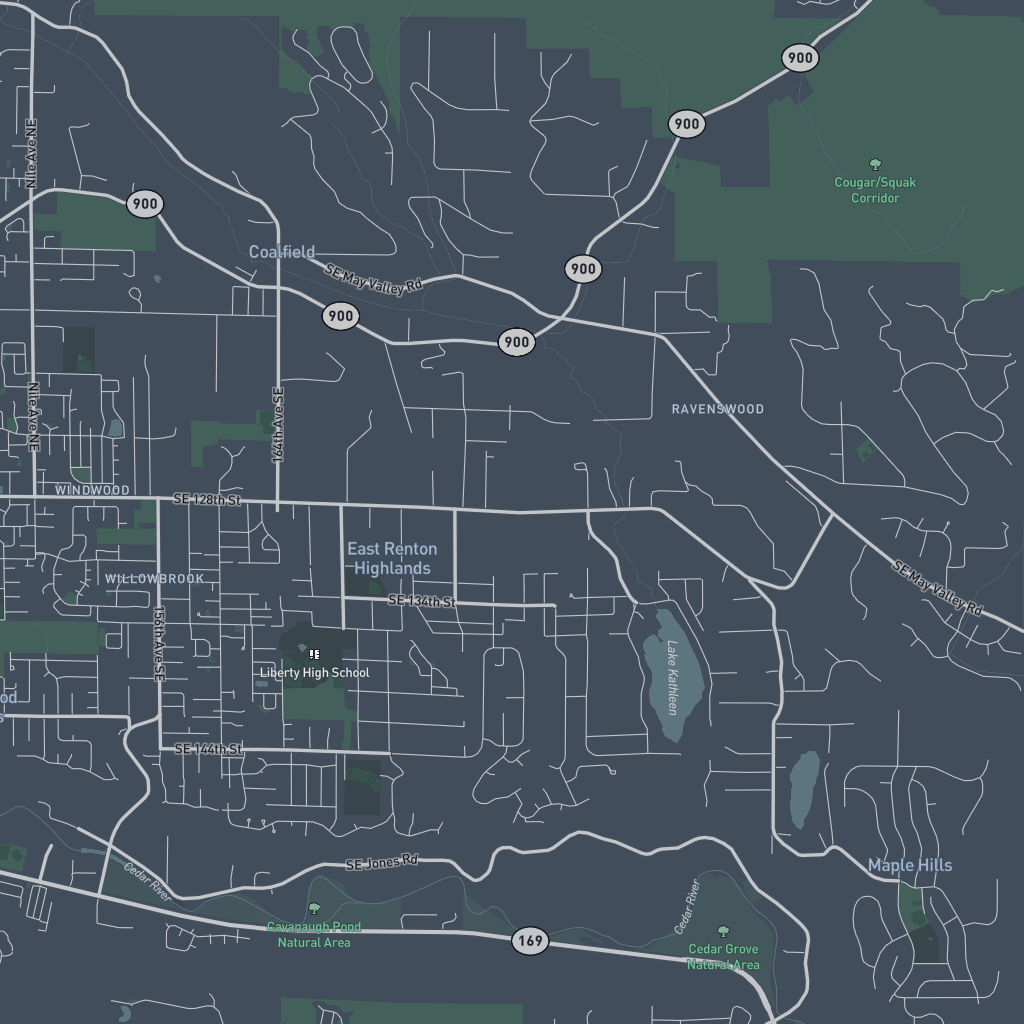 900
900
Nile Ave NE
Cougar/Squak
Corridor
900
Coalfield
900
SE May Valley Rd
900
900
Nile Ave NE
164th Ave SE
RAVENSWOOD
WINDWOOD
SE 128th St
East Renton
Highlands
WILLOWBROOK
SE May Valley Rd
SE 134th St
156th Ave SE
Liberty High School
Lake Kathleen
od
s
SE 144th St
SE Jones Rd
Maple Hills
Cedar River
Cedar River
Cavanaugh Pond
Natural Area
169
Cedar Grove
Natural Area